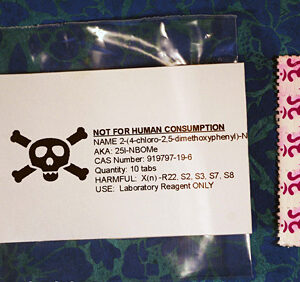 NOT FOR HUMAN CONSUMPTION
NAME 2-(4-chloro-2,5-dimethoxyphenyl)-N
AKA: 25I-NBOMe
CAS Number: 919797-19-6
Quantity: 10 tabs
HARMFUL: X(n) -R22, S2, S3, S7, S8
USE: Laboratory Reagent ONLY